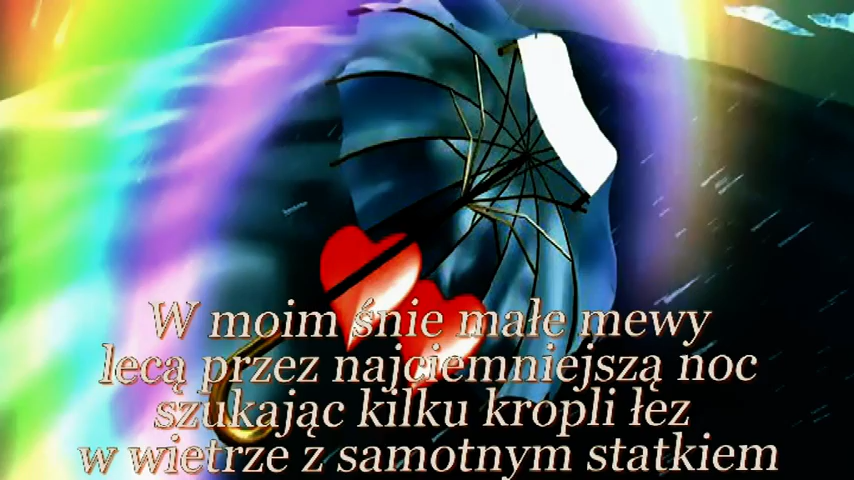 W moim śnie małe mewy
lecą przez najciemniejszą noc
szukając kilku kropli łez
w wietrze z samotnym statkiem